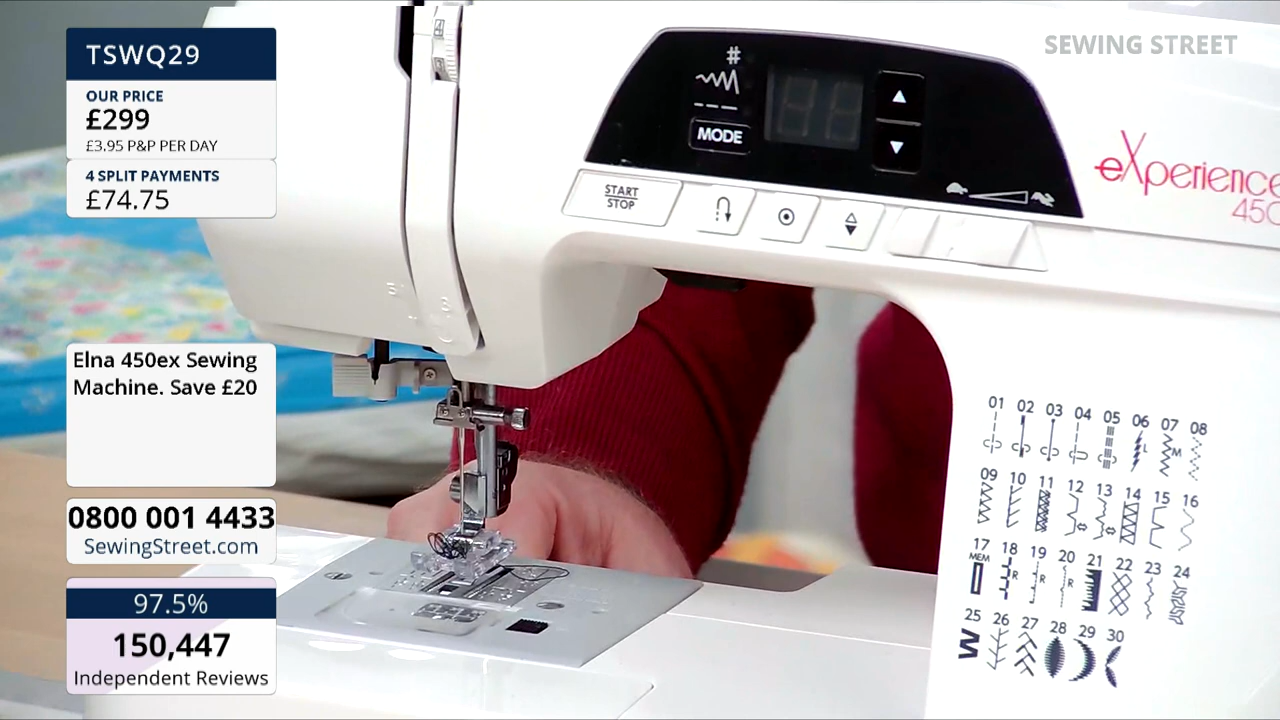 TSWQ29
OUR PRICE
£299
£3.95 P&P PER DAY
4 SPLIT PAYMENTS
£74.75
Elna 450ex Sewing
Machine. Save £20
0800 001 4433
SewingStreet.com
97.5%
150,447
Independent Reviews
SEWING STREET
#
MODE
START
STOP
eXperience
450
01 02 03 04 05 06 07 08
L M
09 10 11 12 13 14 15 16
17 18 19 20 21 22 23 24
MEM R R R
25 26 27 28 29 30
W